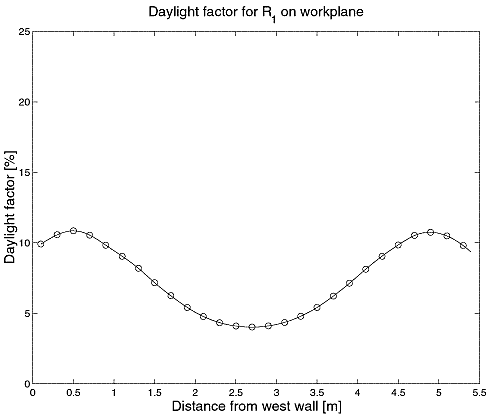 Daylight factor for R1 on workplane
25
20
15
10
5
0
Daylight factor [%]
0 0.5 1 1.5 2 2.5 3 3.5 4 4.5 5 5.5
Distance from west wall [m]